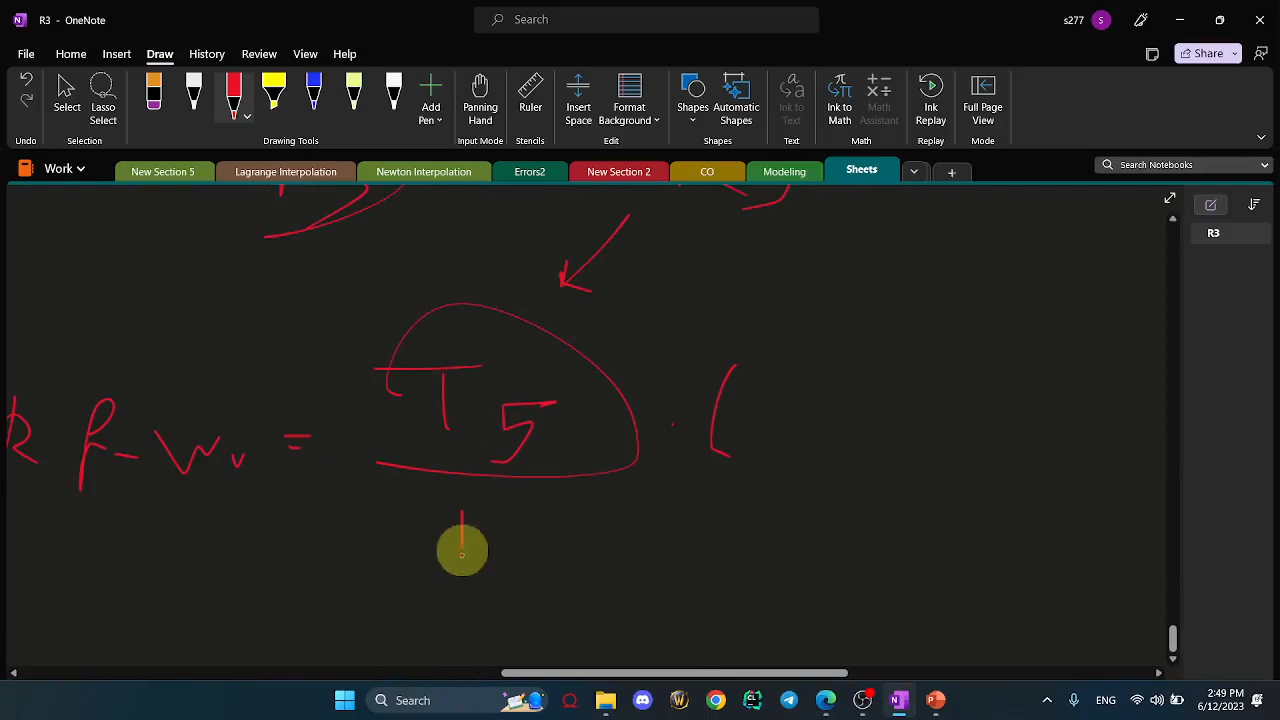 R3 - OneNote
Search
s277
S
File Home Insert Draw History Review View Help
Share
Undo
Select
Lasso Select
Add Pen
Panning Hand
Ruler
Insert Space
Format Background
Shapes
Automatic Shapes
Ink to Text
Ink to Math
Math Assistant
Ink Replay
Full Page View
Undo
Selection
Drawing Tools
Input Mode
Stencils
Edit
Shapes
Text
Math
Replay
Mode
Work
New Section 5
Lagrange Interpolation
Newton Interpolation
Errors2
New Section 2
CO
Modeling
Sheets
Search Notebooks
R3
= T 5 · (
Search
ENG
2:49 PM
6/12/2023